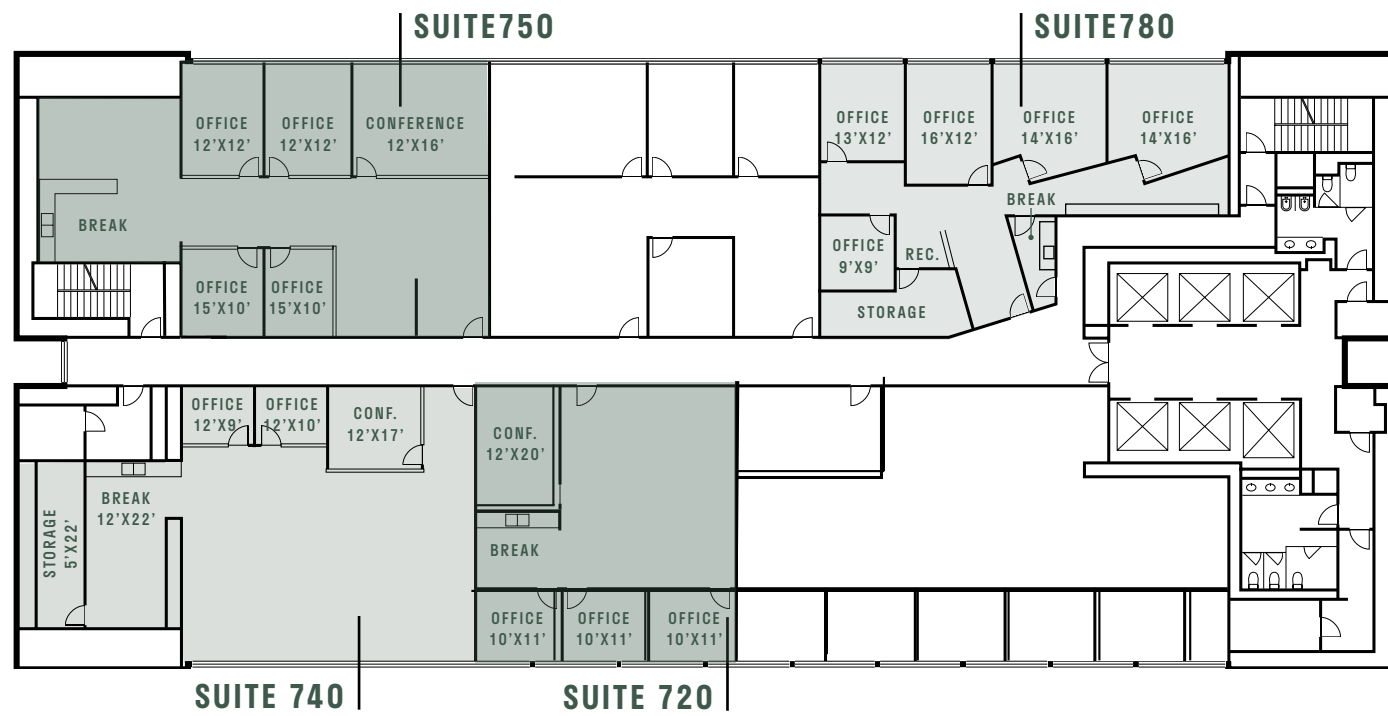 SUITE750
SUITE780
OFFICE
12'X12'
OFFICE
12'X12'
CONFERENCE
12'X16'
OFFICE
13'X12'
OFFICE
16'X12'
OFFICE
14'X16'
OFFICE
14'X16'
BREAK
BREAK
OFFICE
15'X10'
OFFICE
15'X10'
OFFICE
9'X9'
REC.
STORAGE
OFFICE
12'X9'
OFFICE
12'X10'
CONF.
12'X17'
CONF.
12'X20'
STORAGE
5'X22'
BREAK
12'X22'
BREAK
OFFICE
10'X11'
OFFICE
10'X11'
OFFICE
10'X11'
SUITE 740
SUITE 720